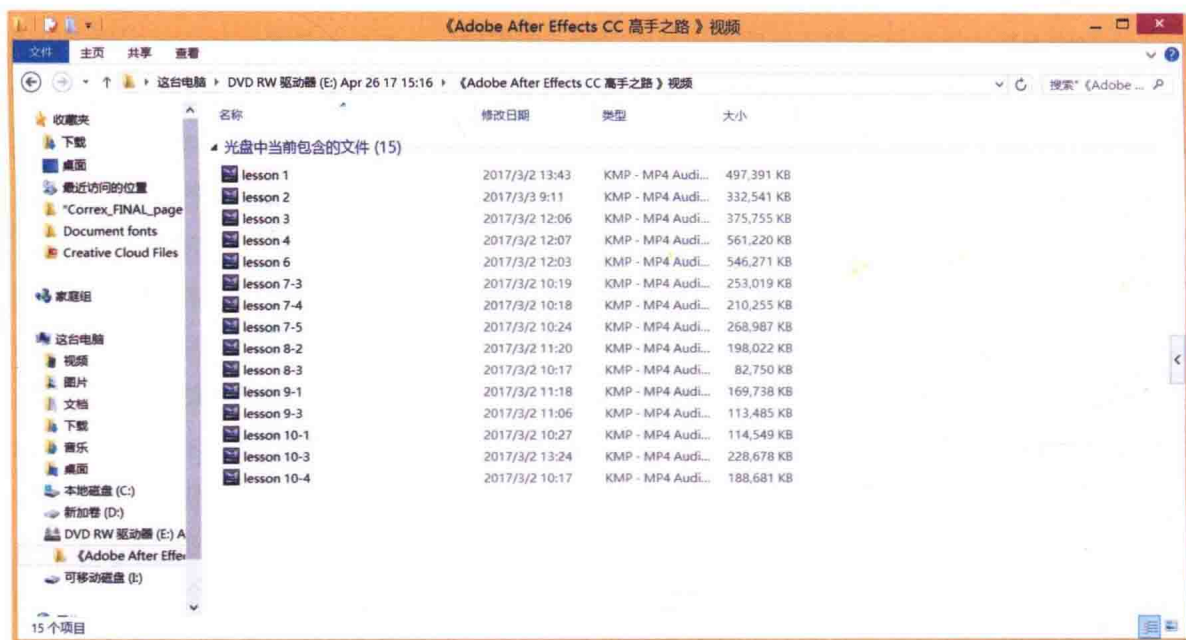 《Adobe After Effects CC 高手之路 》视频
文件 主页 共享 查看
这台电脑 DVD RW 驱动器 (E:) Apr 26 17 15:16 《Adobe After Effects CC 高手之路 》视频
搜索"《Adobe ...
收藏夹
下载
桌面
最近访问的位置
"Correx_FINAL_page
Document fonts
Creative Cloud Files
家庭组
这台电脑
视频
图片
文档
下载
音乐
桌面
本地磁盘 (C:)
新加卷 (D:)
DVD RW 驱动器 (E:) A
《Adobe After Effe
可移动磁盘 (I:)
名称 修改日期 类型 大小
光盘中当前包含的文件 (15)
lesson 1 2017/3/2 13:43 KMP - MP4 Audi... 497,391 KB
lesson 2 2017/3/3 9:11 KMP - MP4 Audi... 332,541 KB
lesson 3 2017/3/2 12:06 KMP - MP4 Audi... 375,755 KB
lesson 4 2017/3/2 12:07 KMP - MP4 Audi... 561,220 KB
lesson 6 2017/3/2 12:03 KMP - MP4 Audi... 546,271 KB
lesson 7-3 2017/3/2 10:19 KMP - MP4 Audi... 253,019 KB
lesson 7-4 2017/3/2 10:18 KMP - MP4 Audi... 210,255 KB
lesson 7-5 2017/3/2 10:24 KMP - MP4 Audi... 268,987 KB
lesson 8-2 2017/3/2 11:20 KMP - MP4 Audi... 198,022 KB
lesson 8-3 2017/3/2 10:17 KMP - MP4 Audi... 82,750 KB
lesson 9-1 2017/3/2 11:18 KMP - MP4 Audi... 169,738 KB
lesson 9-3 2017/3/2 11:06 KMP - MP4 Audi... 113,485 KB
lesson 10-1 2017/3/2 10:27 KMP - MP4 Audi... 114,549 KB
lesson 10-3 2017/3/2 13:24 KMP - MP4 Audi... 228,678 KB
lesson 10-4 2017/3/2 10:17 KMP - MP4 Audi... 188,681 KB
15 个项目